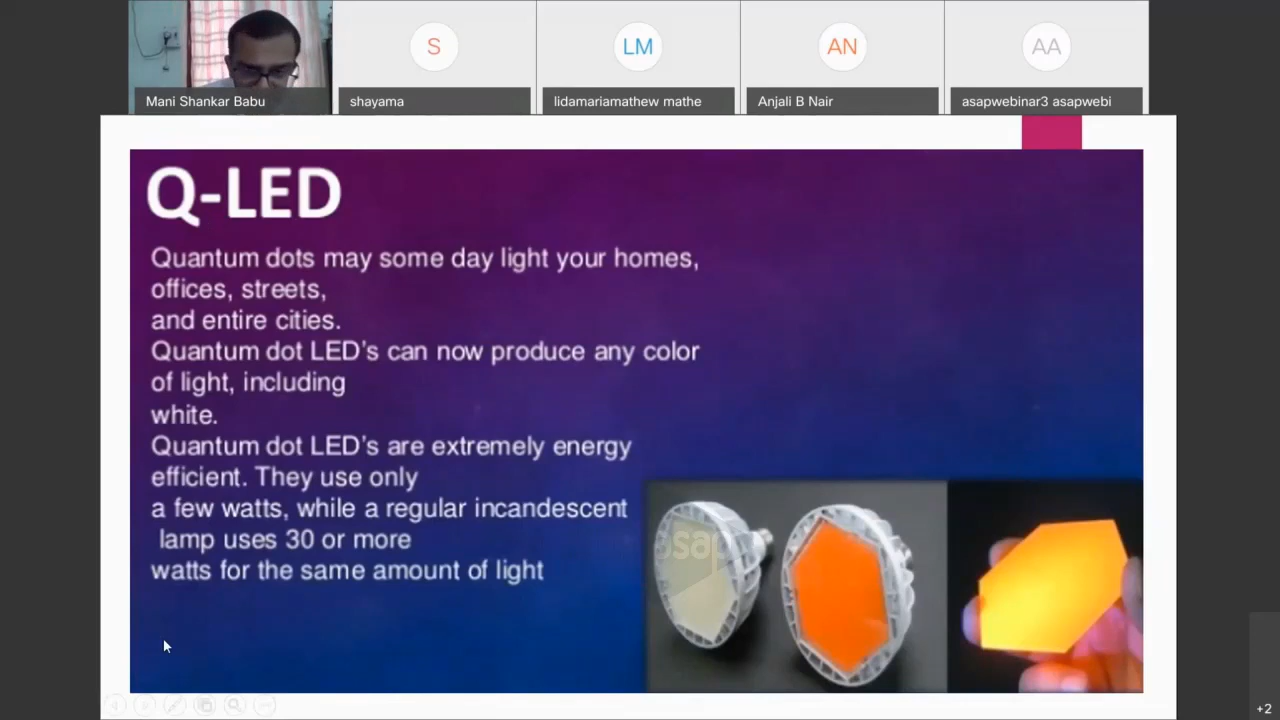 S
LM
AN
AA
Mani Shankar Babu
shayama
lidamariamathew mathe
Anjali B Nair
asapwebinar3 asapwebi
Q-LED
Quantum dots may some day light your homes,
offices, streets,
and entire cities.
Quantum dot LED's can now produce any color
of light, including
white.
Quantum dot LED's are extremely energy
efficient. They use only
a few watts, while a regular incandescent
lamp uses 30 or more
watts for the same amount of light
asap
+2